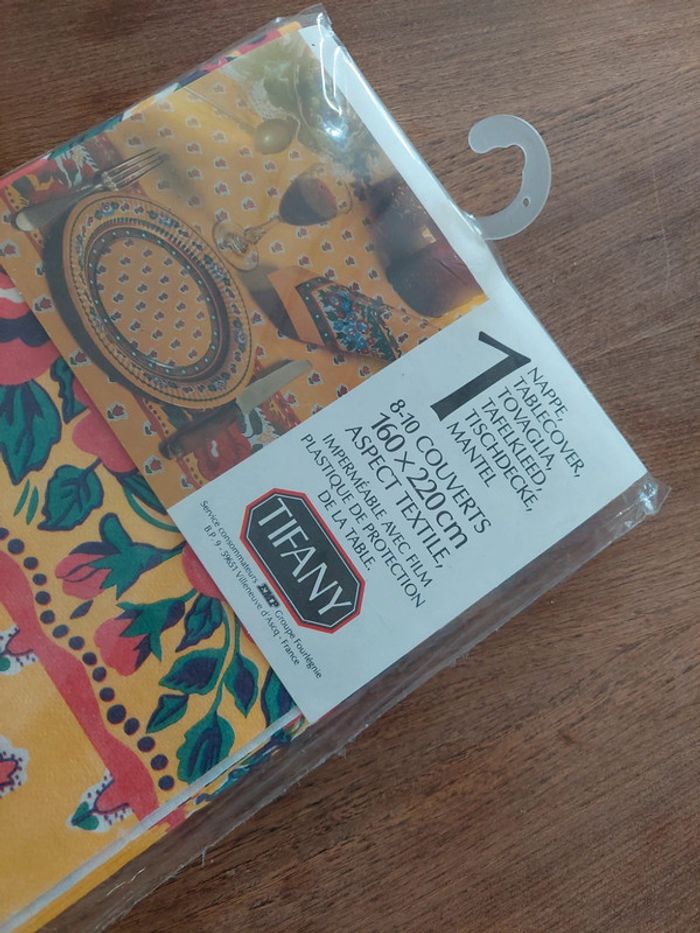 1
NAPPE,
TABLECOVER,
TOVAGLIA,
TAFELKLEED,
TISCHDECKE,
MANTEL
8-10 COUVERTS
160 x 220 cm
ASPECT TEXTILE,
IMPERMÉABLE AVEC FILM
PLASTIQUE DE PROTECTION
DE LA TABLE.
TIFANY
Service consommateurs Groupe Fourlégnie
B.P. 9 - 59651 Villeneuve d'Ascq - France